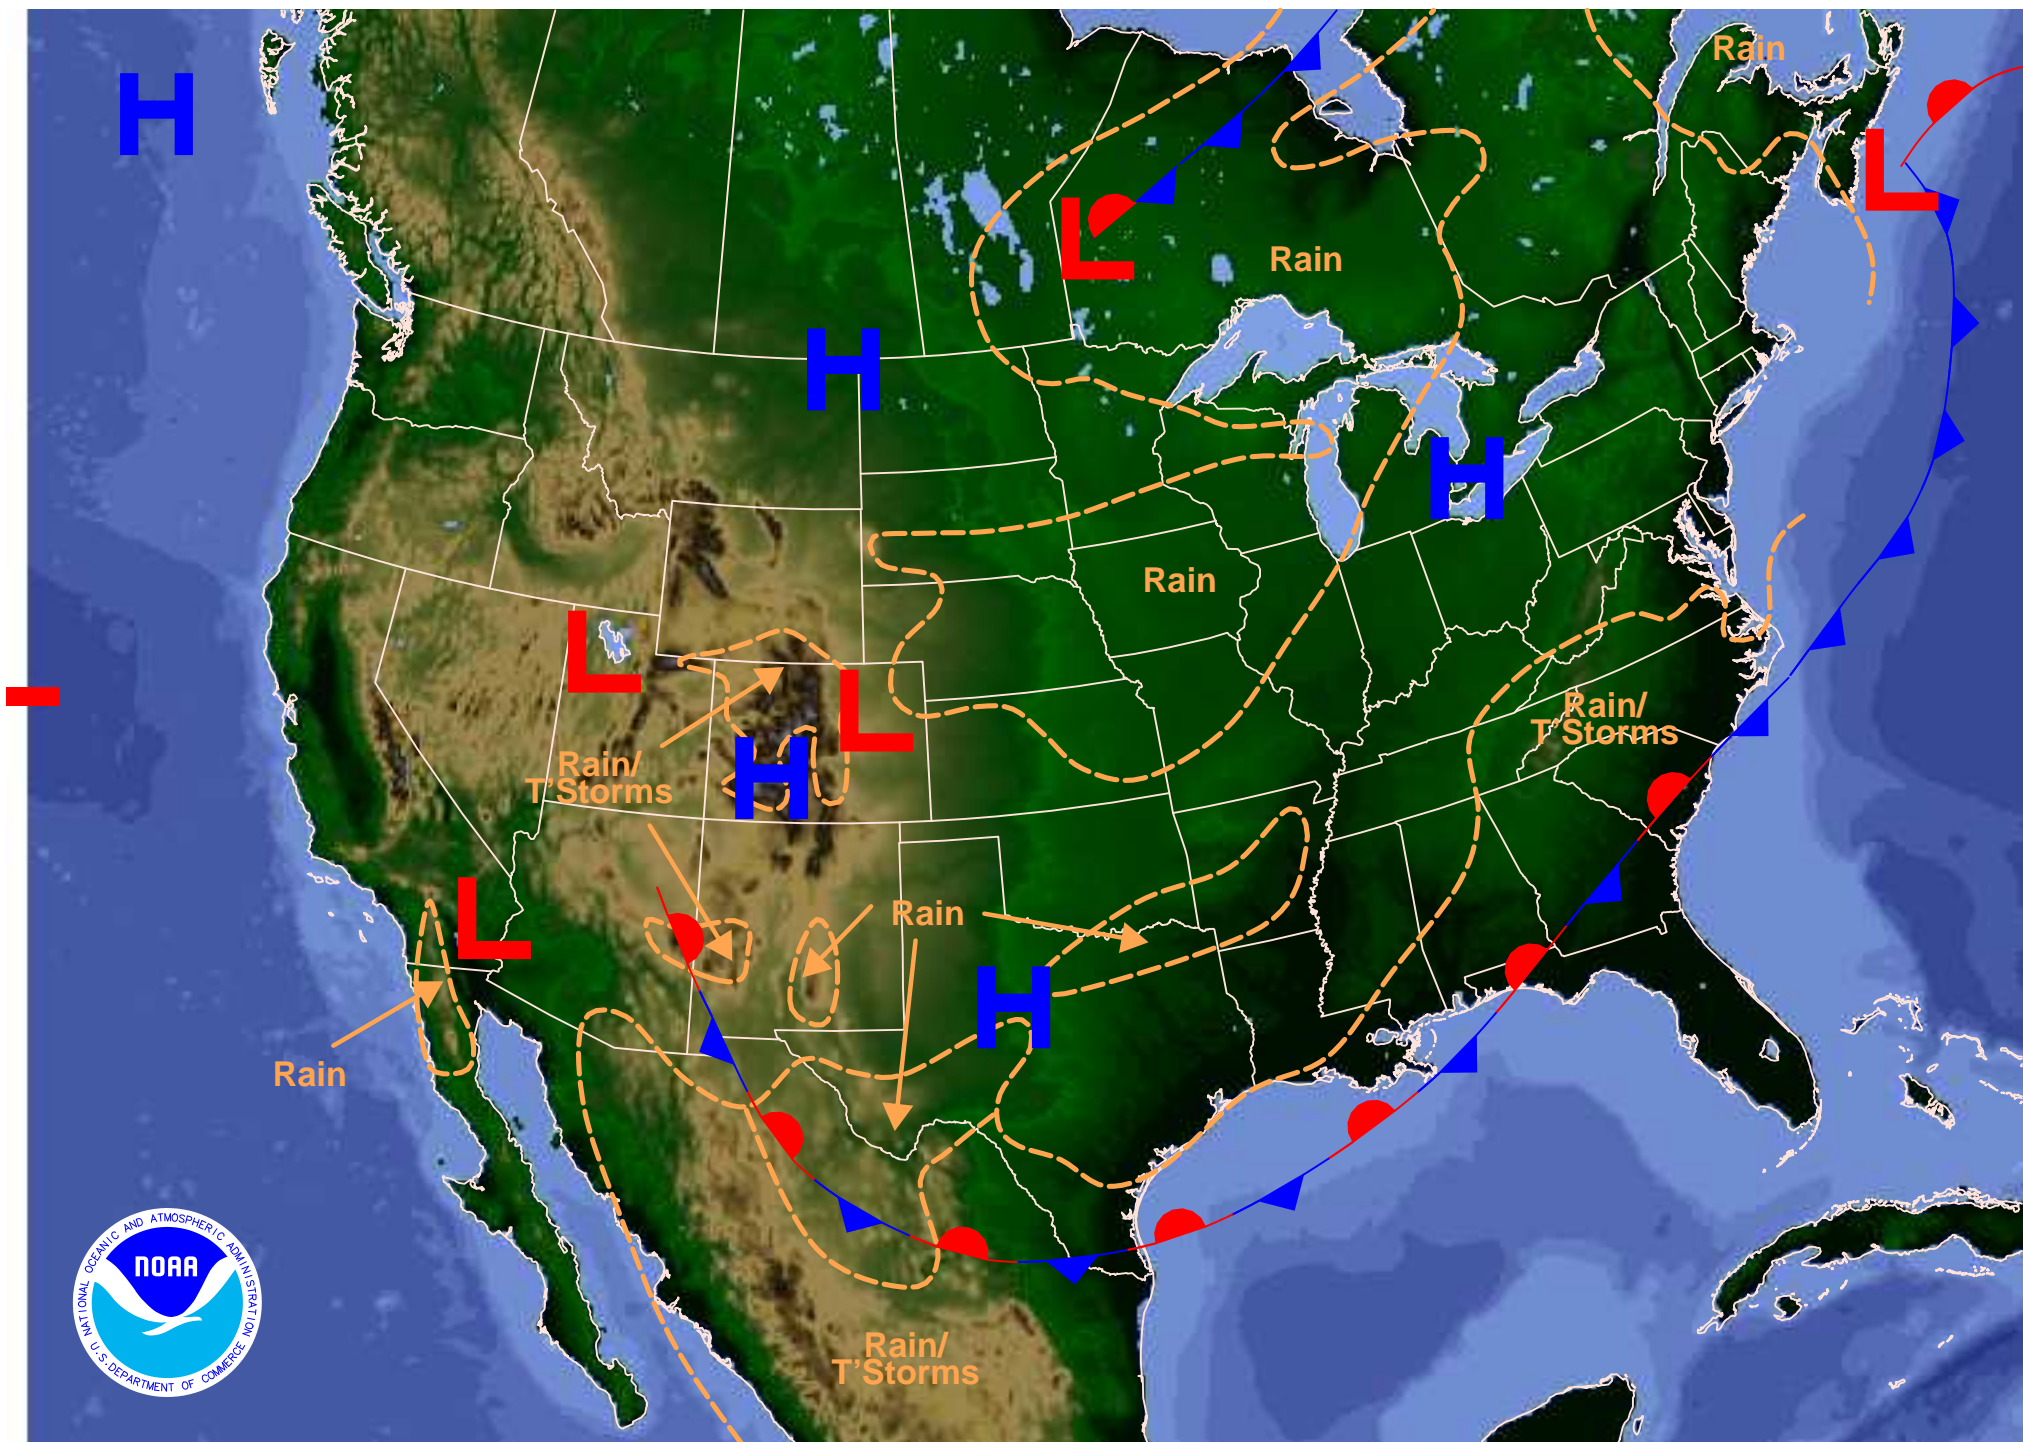 Rain
H
L
L
Rain
H
H
Rain
L
L
Rain/
T'Storms
H
Rain/
T'Storms
L
Rain
H
Rain
NOAA
NATIONAL OCEANIC AND ATMOSPHERIC ADMINISTRATION
U.S. DEPARTMENT OF COMMERCE
Rain/
T'Storms